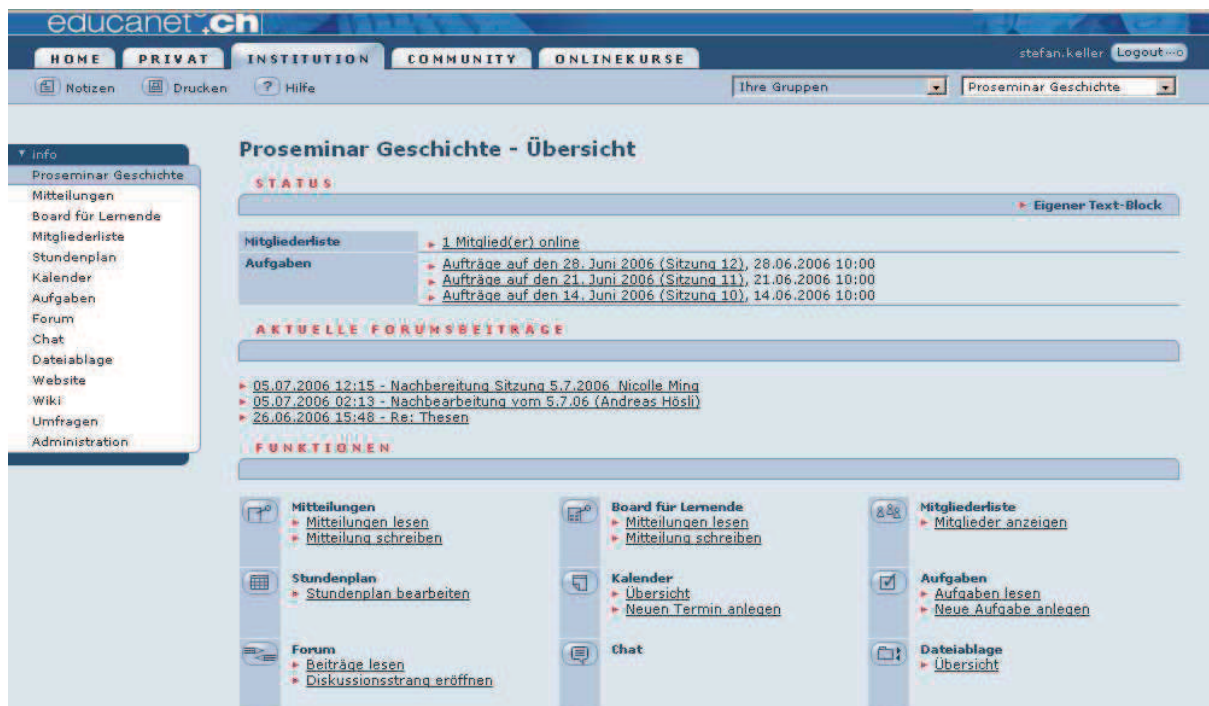 educanet°.ch
HOME PRIVAT INSTITUTION COMMUNITY ONLINEKURSE stefan.keller Logout
Notizen Drucken ? Hilfe Ihre Gruppen Proseminar Geschichte
info
Proseminar Geschichte
Mitteilungen
Board für Lernende
Mitgliederliste
Stundenplan
Kalender
Aufgaben
Forum
Chat
Dateiablage
Website
Wiki
Umfragen
Administration
Proseminar Geschichte - Übersicht
STATUS
Eigener Text-Block
Mitgliederliste 1 Mitglied(er) online
Aufgaben Aufträge auf den 28. Juni 2006 (Sitzung 12), 28.06.2006 10:00
Aufträge auf den 21. Juni 2006 (Sitzung 11), 21.06.2006 10:00
Aufträge auf den 14. Juni 2006 (Sitzung 10), 14.06.2006 10:00
AKTUELLE FORUMSBEITRÄGE
05.07.2006 12:15 - Nachbereitung Sitzung 5.7.2006 Nicolle Ming
05.07.2006 02:13 - Nachbearbeitung vom 5.7.06 (Andreas Hösli)
26.06.2006 15:48 - Re: Thesen
FUNKTIONEN
Mitteilungen
Mitteilungen lesen
Mitteilung schreiben
Board für Lernende
Mitteilungen lesen
Mitteilung schreiben
Mitgliederliste
Mitglieder anzeigen
Stundenplan
Stundenplan bearbeiten
Kalender
Übersicht
Neuen Termin anlegen
Aufgaben
Aufgaben lesen
Neue Aufgabe anlegen
Forum
Beiträge lesen
Diskussionsstrang eröffnen
Chat
Dateiablage
Übersicht